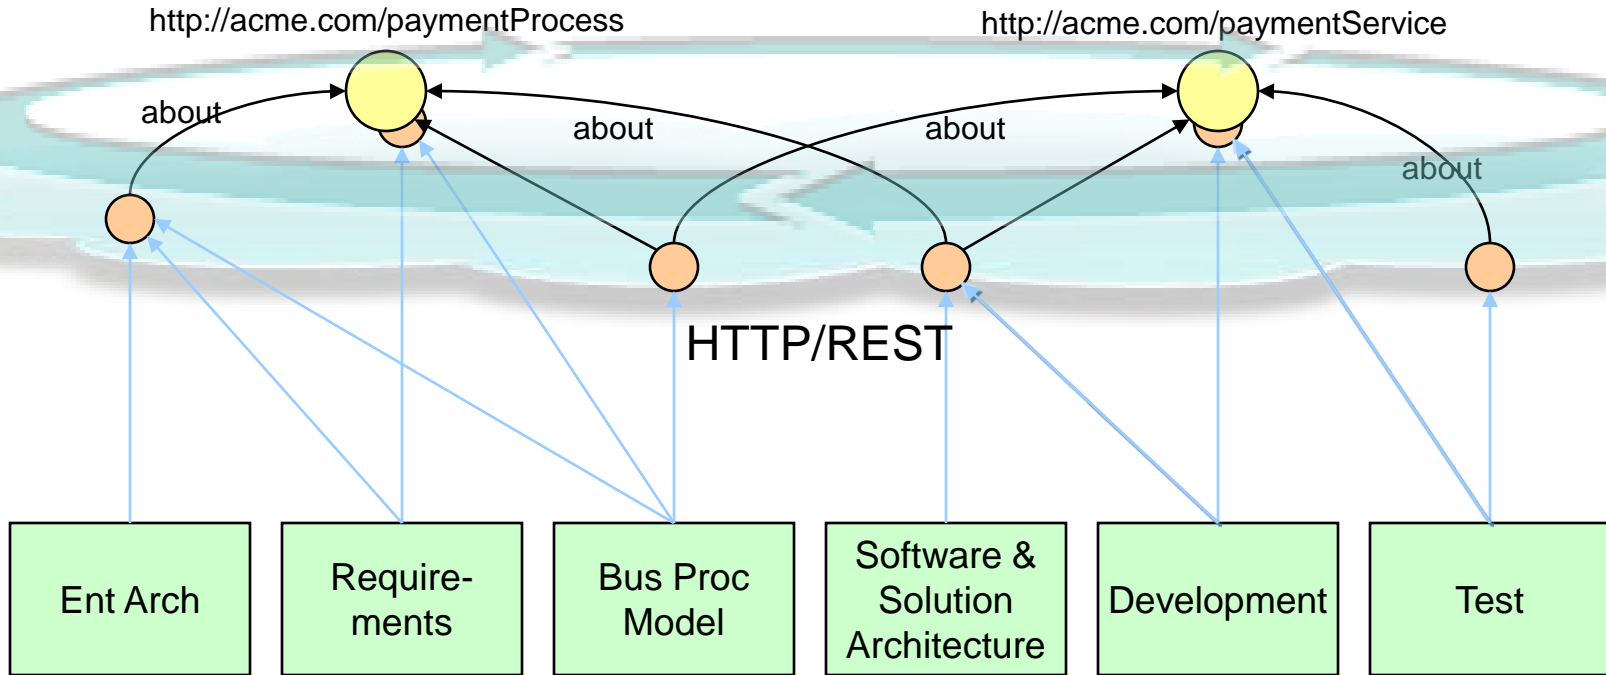 http://acme.com/paymentProcess
http://acme.com/paymentService
about
about
about
about
HTTP/REST
Ent Arch
Require-
ments
Bus Proc
Model
Software &
Solution
Architecture
Development
Test